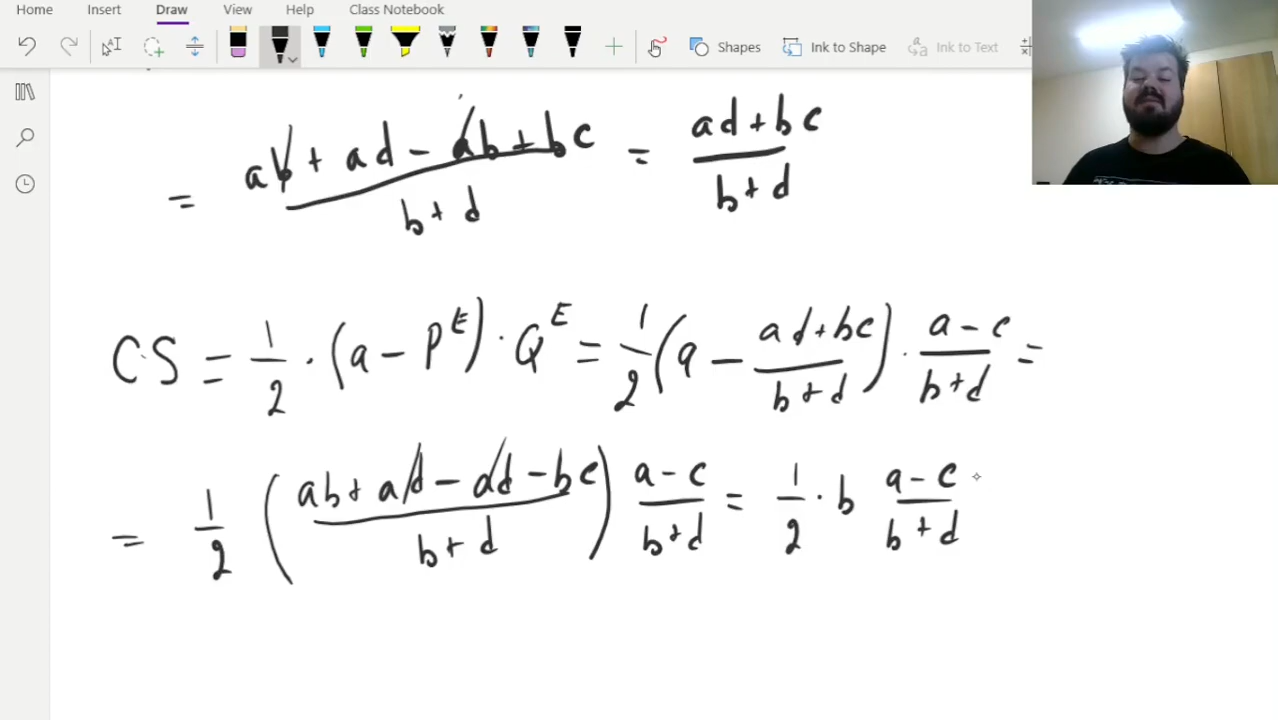 Home Insert Draw View Help Class Notebook
Shapes Ink to Shape Ink to Text
= (ab + ad - ab + bc)/(b + d) = (ad + bc)/(b + d)
CS = 1/2 · (a - P^E) · Q^E = 1/2 (a - (ad + bc)/(b + d)) · (a - c)/(b + d) =
= 1/2 ((ab + ad - ad - bc)/(b + d)) (a - c)/(b + d) = 1/2 · b (a - c)/(b + d)